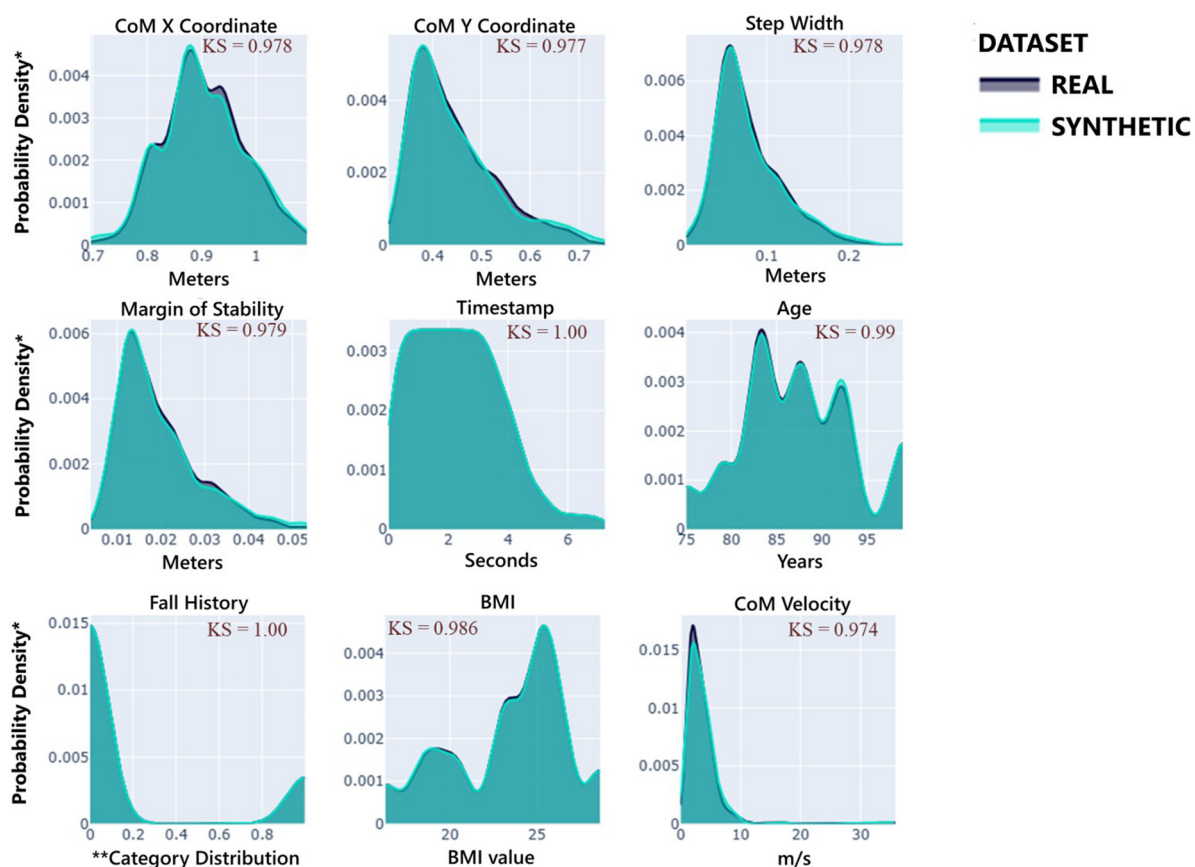 CoM X Coordinate
KS = 0.978
Probability Density*
0.004
0.003
0.002
0.001
0
0.7 0.8 0.9 1
Meters
CoM Y Coordinate
KS = 0.977
0.004
0.002
0
0.4 0.5 0.6 0.7
Meters
Step Width
KS = 0.978
0.006
0.004
0.002
0
0.1 0.2
Meters
DATASET
REAL
SYNTHETIC
Margin of Stability
KS = 0.979
Probability Density*
0.006
0.004
0.002
0
0.01 0.02 0.03 0.04 0.05
Meters
Timestamp
KS = 1.00
0.003
0.002
0.001
0
0 2 4 6
Seconds
Age
KS = 0.99
0.004
0.003
0.002
0.001
0
75 80 85 90 95
Years
Fall History
KS = 1.00
Probability Density*
0.015
0.01
0.005
0
0 0.2 0.4 0.6 0.8
**Category Distribution
BMI
KS = 0.986
0.004
0.003
0.002
0.001
0
20 25
BMI value
CoM Velocity
KS = 0.974
0.015
0.01
0.005
0
0 10 20 30
m/s